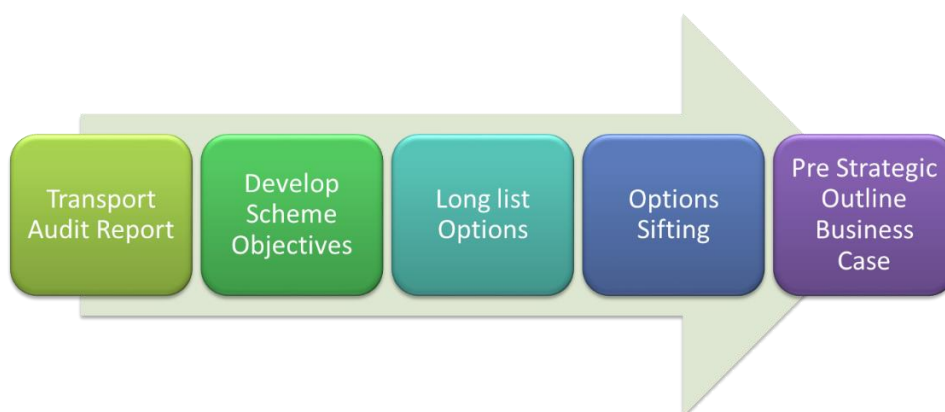 Transport
Audit Report
Develop
Scheme
Objectives
Long list
Options
Options
Sifting
Pre Strategic
Outline
Business
Case